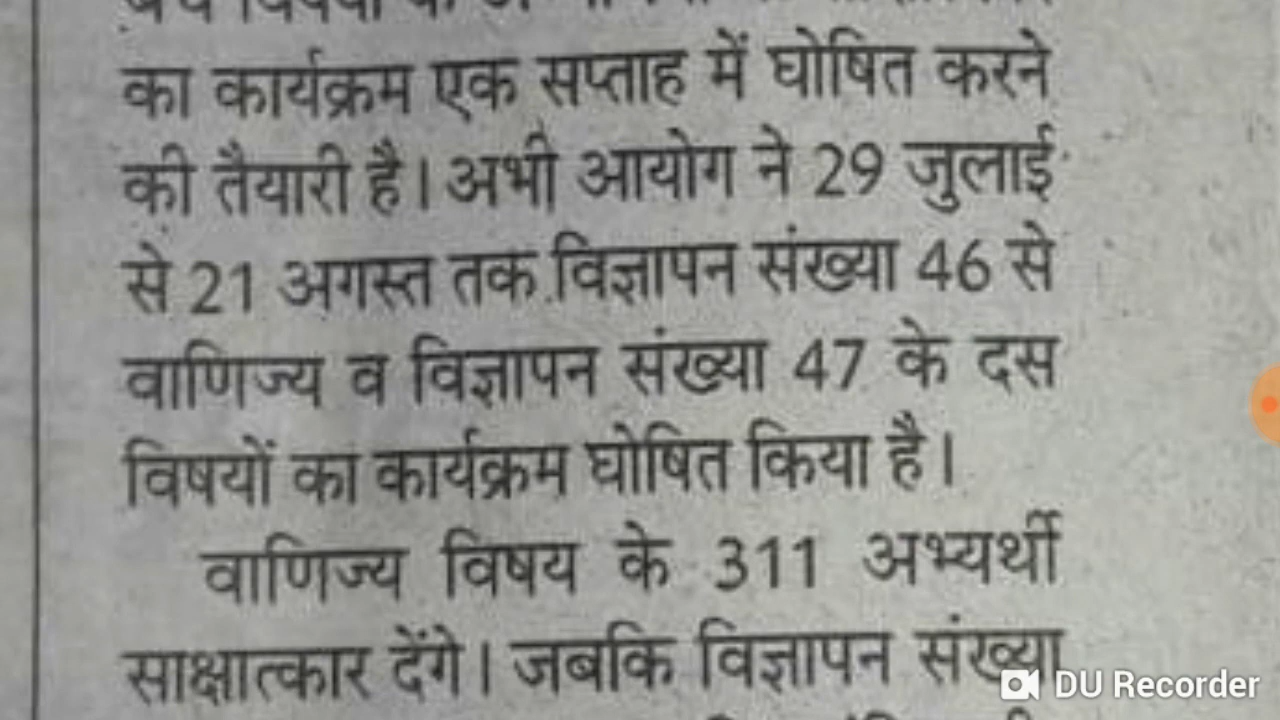 का कार्यक्रम एक सप्ताह में घोषित करने
की तैयारी है। अभी आयोग ने 29 जुलाई
से 21 अगस्त तक विज्ञापन संख्या 46 से
वाणिज्य व विज्ञापन संख्या 47 के दस
विषयों का कार्यक्रम घोषित किया है।
वाणिज्य विषय के 311 अभ्यर्थी
साक्षात्कार देंगे। जबकि विज्ञापन संख्या
DU Recorder